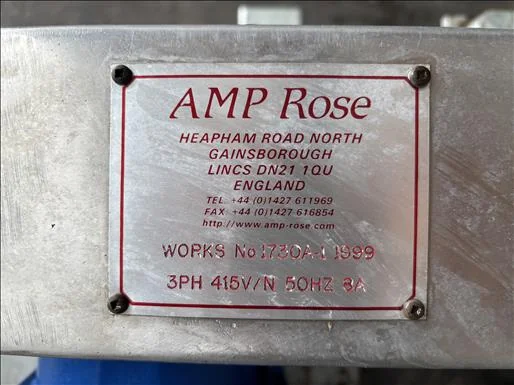 AMP Rose
HEAPHAM ROAD NORTH
GAINSBOROUGH
LINCS DN21 1QU
ENGLAND
TEL +44 (0)1427 611969
FAX +44 (0)1427 616854
http://www.amp-rose.com
WORKS No 1730A-1 1999
3PH 415V/N 50HZ 8A